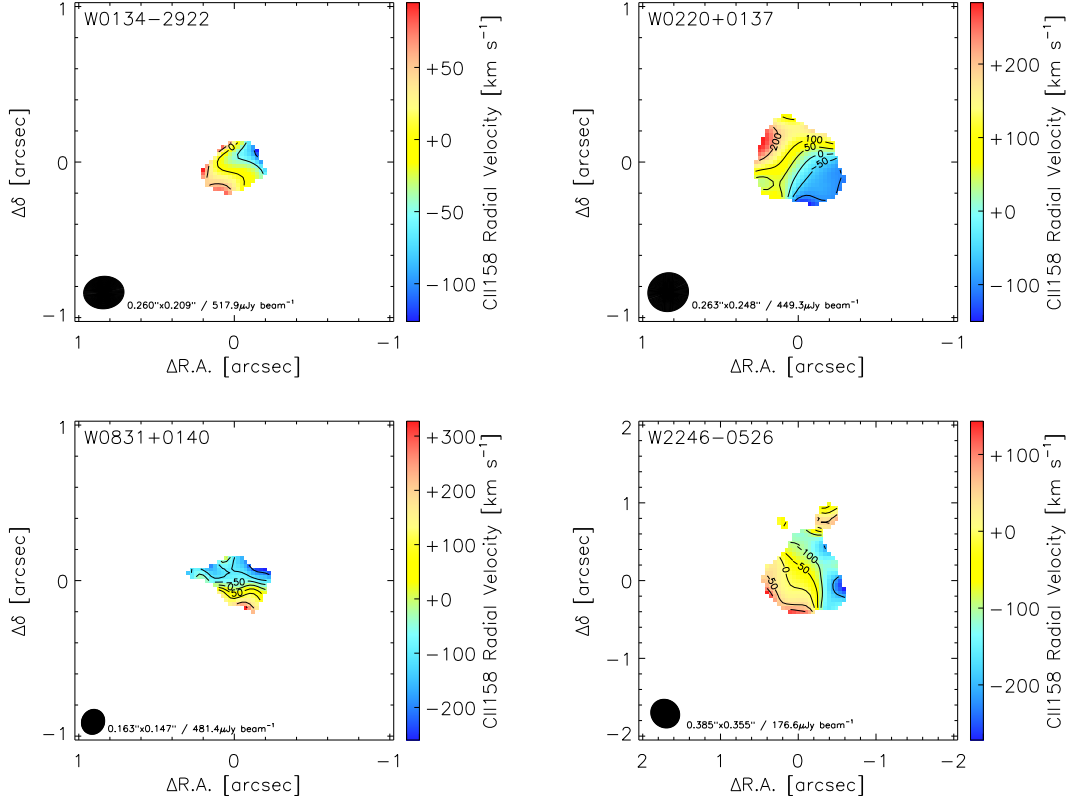 W0134−2922
1
0
−1
Δδ [arcsec]
0.260"x0.209" / 517.9μJy beam⁻¹
1
0
−1
ΔR.A. [arcsec]
0
+50
+0
−50
−100
CII158 Radial Velocity [km s⁻¹]
W0220+0137
1
0
−1
Δδ [arcsec]
200
100
50
0
−50
0.263"x0.248" / 449.3μJy beam⁻¹
1
0
−1
ΔR.A. [arcsec]
+200
+100
+0
−100
CII158 Radial Velocity [km s⁻¹]
W0831+0140
1
0
−1
Δδ [arcsec]
−50
0
50
0.163"x0.147" / 481.4μJy beam⁻¹
1
0
−1
ΔR.A. [arcsec]
+300
+200
+100
+0
−100
−200
CII158 Radial Velocity [km s⁻¹]
W2246−0526
2
1
0
−1
−2
Δδ [arcsec]
−100
−50
0
50
0.385"x0.355" / 176.6μJy beam⁻¹
2
1
0
−1
−2
ΔR.A. [arcsec]
+100
+0
−100
−200
CII158 Radial Velocity [km s⁻¹]